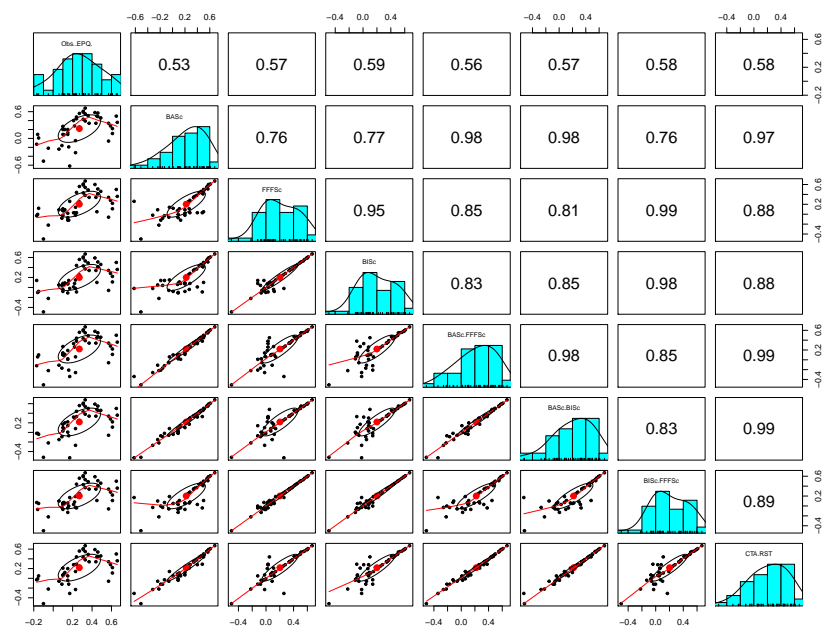 −0.6 −0.2 0.2 0.6
−0.4 0.0 0.4
−0.4 0.0 0.4
−0.4 0.0 0.4
Obs..EPQ.
0.53
0.57
0.59
0.56
0.57
0.58
0.58
−0.2 0.2 0.6
−0.6 0.0 0.6
BASc
0.76
0.77
0.98
0.98
0.76
0.97
FFFSc
0.95
0.85
0.81
0.99
0.88
−0.4 0.2 0.6
−0.4 0.2 0.6
BISc
0.83
0.85
0.98
0.88
BASc.FFFSc
0.98
0.85
0.99
−0.4 0.2 0.6
−0.4 0.2
BASc.BISc
0.83
0.99
BISc.FFFSc
0.89
−0.4 0.2 0.6
−0.4 0.2 0.6
CTA.RST
−0.2 0.0 0.2 0.4 0.6
−0.4 0.0 0.4
−0.4 0.0 0.4
−0.4 0.0 0.4